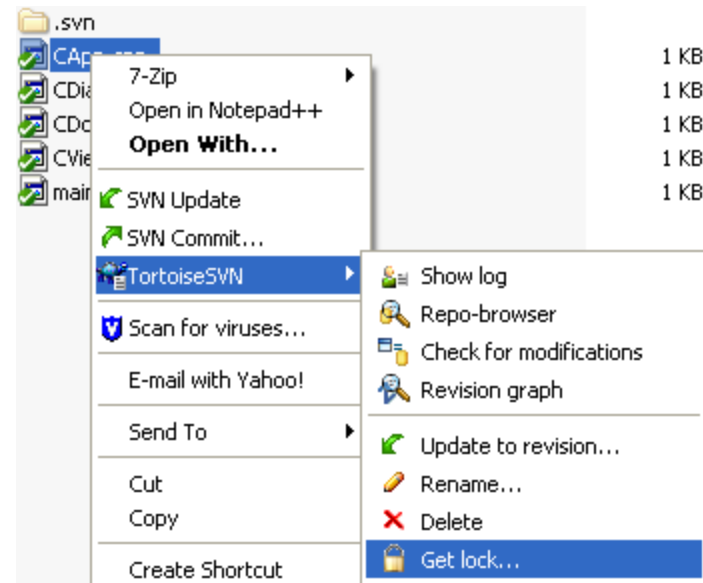 .svn
CApp.cpp 1 KB
CDia 1 KB
CDo 1 KB
CVie 1 KB
main 1 KB
7-Zip
Open in Notepad++
Open With...
SVN Update
SVN Commit...
TortoiseSVN
Scan for viruses...
E-mail with Yahoo!
Send To
Cut
Copy
Create Shortcut
Show log
Repo-browser
Check for modifications
Revision graph
Update to revision...
Rename...
Delete
Get lock...